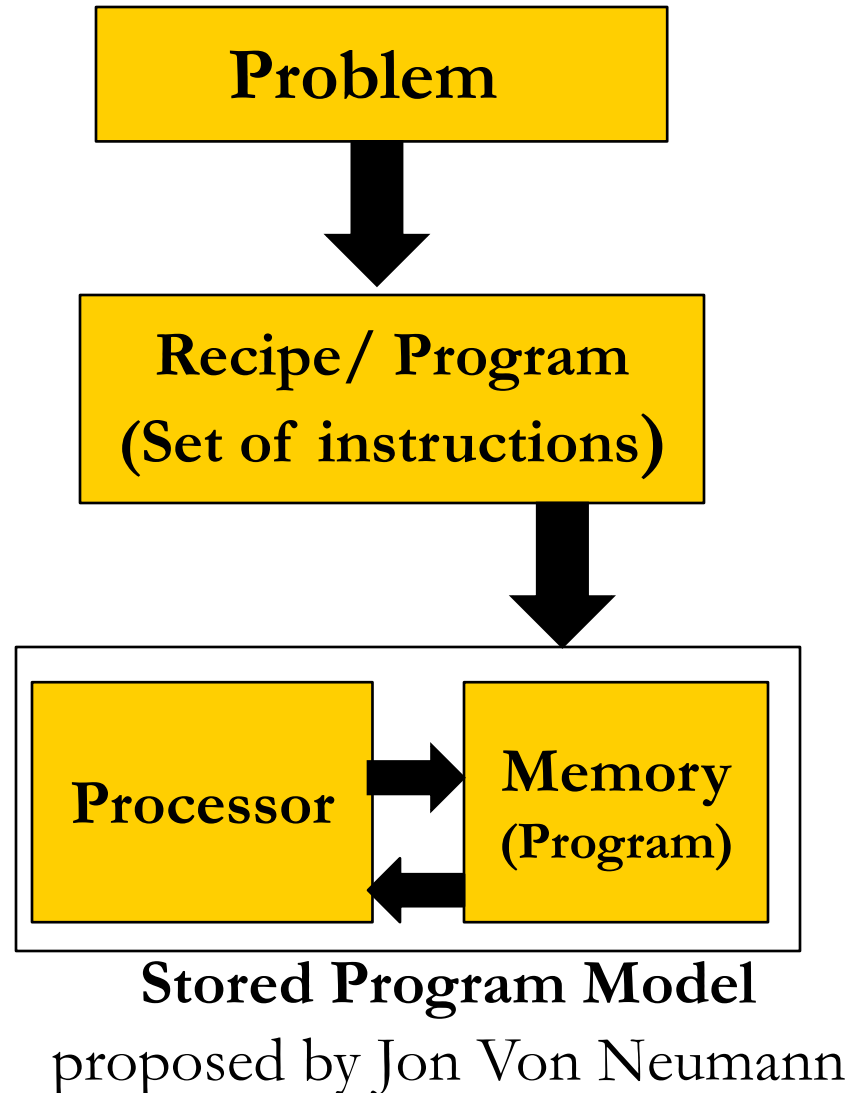 Problem
Recipe/ Program
(Set of instructions)
Processor
Memory
(Program)
Stored Program Model
proposed by Jon Von Neumann